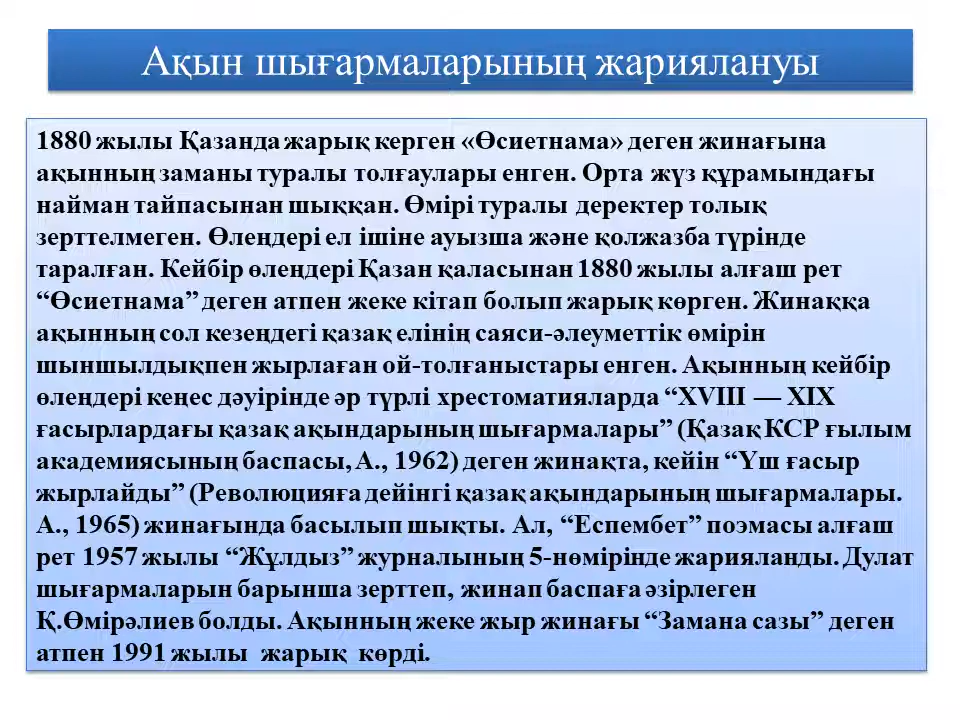 Ақын шығармаларының жариялануы
1880 жылы Қазанда жарық керген «Өсиетнама» деген жинағына
ақынның заманы туралы толғаулары енген. Орта жүз құрамындағы
найман тайпасынан шыққан. Өмірі туралы деректер толық
зерттелмеген. Өлеңдері ел ішіне ауызша және қолжазба түрінде
таралған. Кейбір өлеңдері Қазан қаласынан 1880 жылы алғаш рет
“Өсиетнама” деген атпен жеке кітап болып жарық көрген. Жинаққа
ақынның сол кезеңдегі қазақ елінің саяси-әлеуметтік өмірін
шыншылдықпен жырлаған ой-толғаныстары енген. Ақынның кейбір
өлеңдері кеңес дәуірінде әр түрлі хрестоматияларда “XVIII — XIX
ғасырлардағы қазақ ақындарының шығармалары” (Қазақ КСР ғылым
академиясының баспасы, А., 1962) деген жинақта, кейін “Үш ғасыр
жырлайды” (Революцияға дейінгі қазақ ақындарының шығармалары.
А., 1965) жинағында басылып шықты. Ал, “Еспембет” поэмасы алғаш
рет 1957 жылы “Жұлдыз” журналының 5-нөмірінде жарияланды. Дулат
шығармаларын барынша зерттеп, жинап баспаға әзірлеген
Қ.Өмірәлиев болды. Ақынның жеке жыр жинағы “Замана сазы” деген
атпен 1991 жылы жарық көрді.